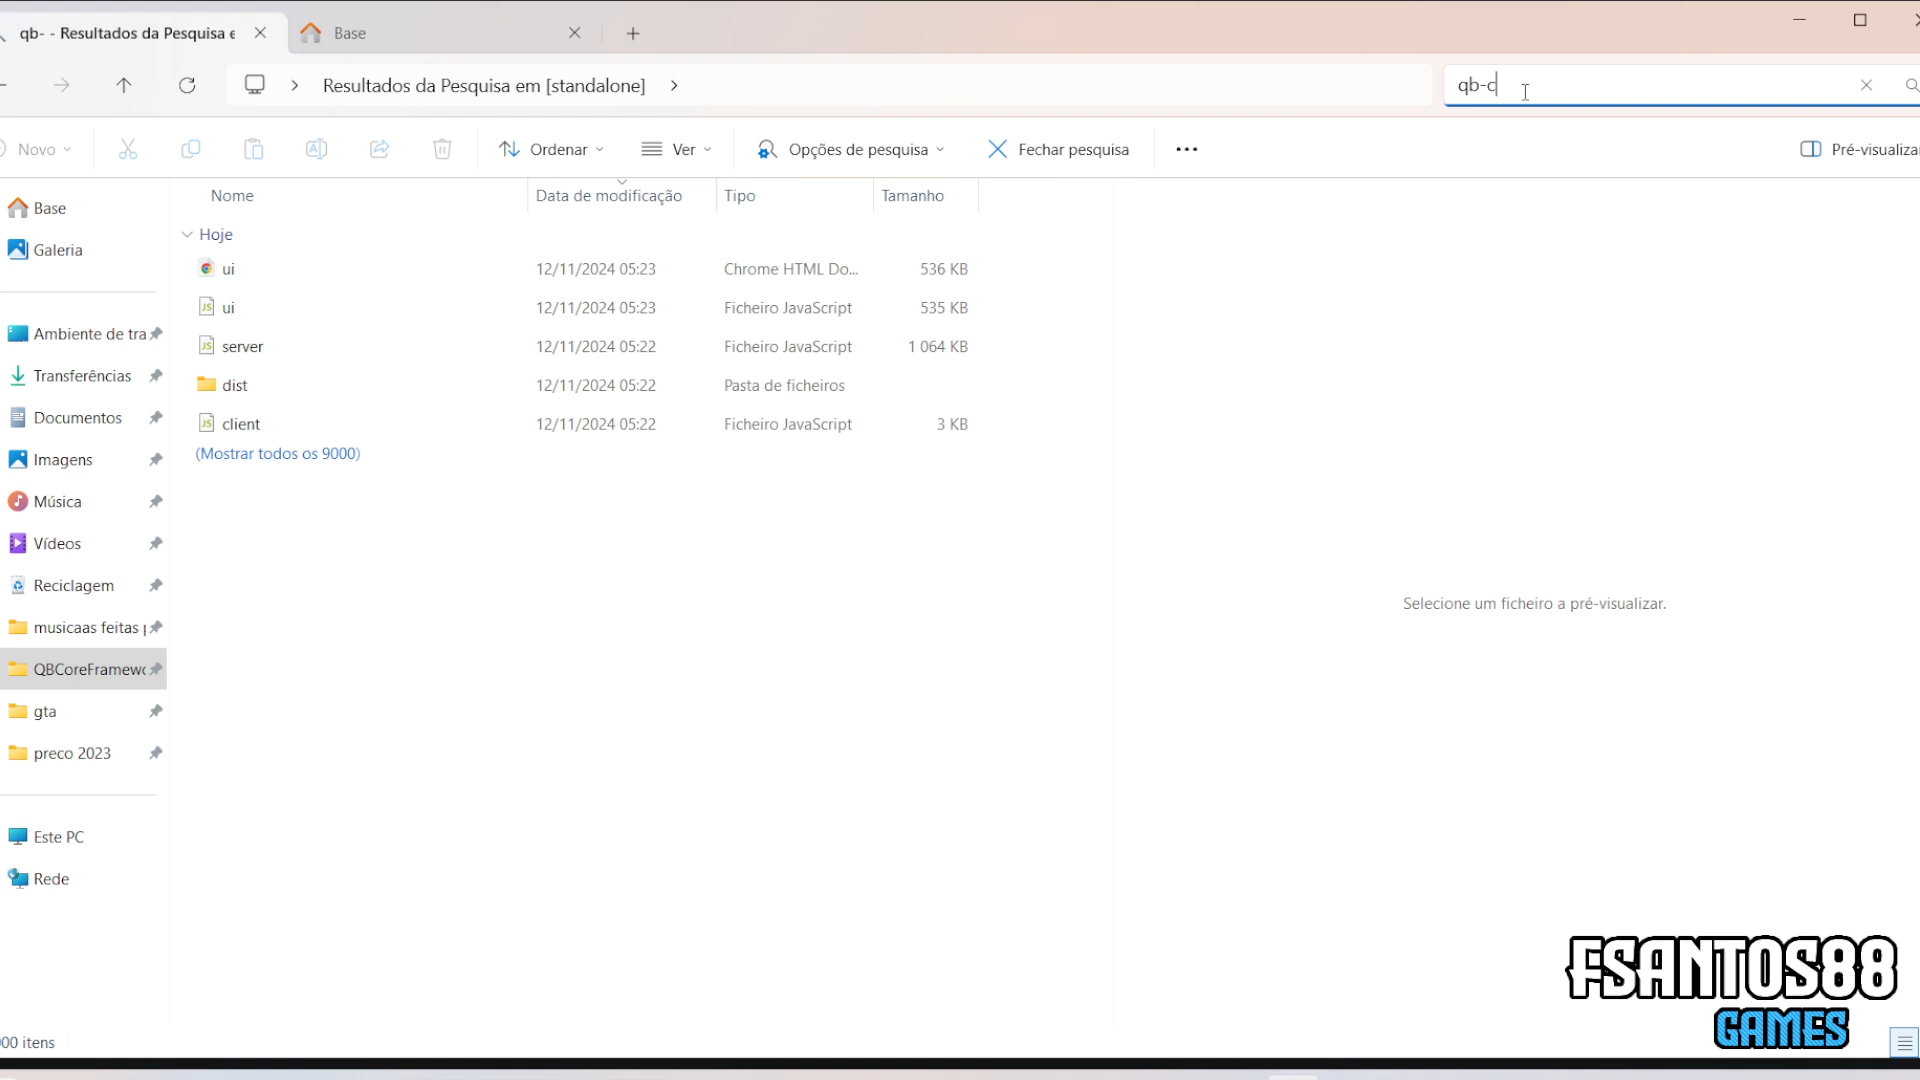 qb- - Resultados da Pesquisa e
Base
Resultados da Pesquisa em [standalone]
qb-c
Novo
Ordenar
Ver
Opções de pesquisa
Fechar pesquisa
Pré-visualiza
Nome
Data de modificação
Tipo
Tamanho
Base
Galeria
Ambiente de tra
Transferências
Documentos
Imagens
Música
Vídeos
Reciclagem
musicaas feitas
QBCoreFramewo
gta
preco 2023
Este PC
Rede
Hoje
ui 12/11/2024 05:23 Chrome HTML Do... 536 KB
ui 12/11/2024 05:23 Ficheiro JavaScript 535 KB
server 12/11/2024 05:22 Ficheiro JavaScript 1 064 KB
dist 12/11/2024 05:22 Pasta de ficheiros
client 12/11/2024 05:22 Ficheiro JavaScript 3 KB
(Mostrar todos os 9000)
Selecione um ficheiro a pré-visualizar.
FSANTOS88
GAMES
00 itens